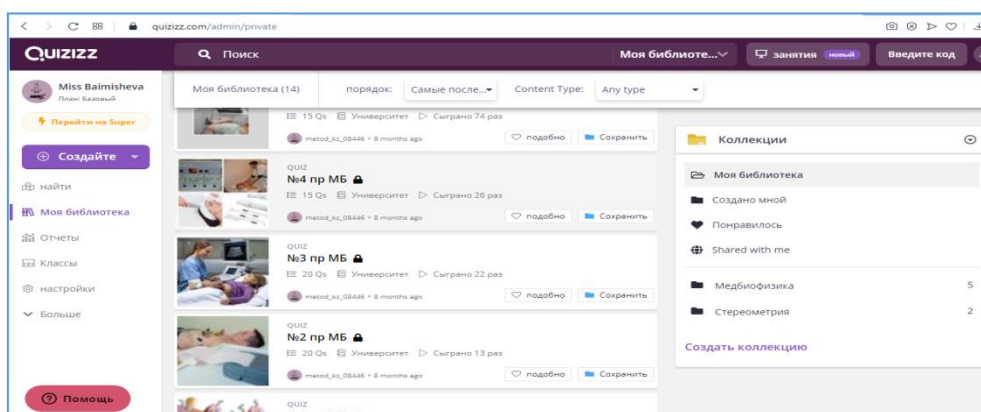 quizizz.com/admin/private
QUIZIZZ
Поиск
Моя библиоте...
занятия новый
Введите код
Miss Baimisheva
План: Базовый
Перейти на Super
Создайте
найти
Моя библиотека
Отчеты
Классы
настройки
Больше
Помощь
Моя библиотека (14)
порядок: Самые после...
Content Type: Any type
15 Qs Университет Сыграно 74 раз
metod_kz_08446 • 8 months ago
подобно Сохранить
QUIZ
№4 пр МБ
15 Qs Университет Сыграно 26 раз
metod_kz_08446 • 8 months ago
подобно Сохранить
QUIZ
№3 пр МБ
20 Qs Университет Сыграно 22 раз
metod_kz_08446 • 8 months ago
подобно Сохранить
QUIZ
№2 пр МБ
20 Qs Университет Сыграно 13 раз
metod_kz_08446 • 8 months ago
подобно Сохранить
QUIZ
Коллекции
Моя библиотека
Создано мной
Понравилось
Shared with me
Медбиофизика 5
Стереометрия 2
Создать коллекцию